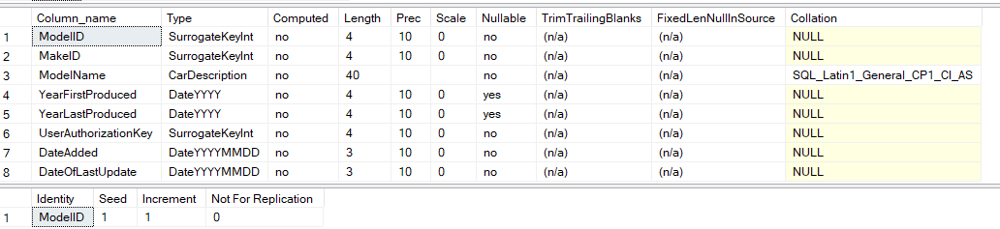 Column_name Type Computed Length Prec Scale Nullable TrimTrailingBlanks FixedLenNullInSource Collation
1 ModelID SurrogateKeyInt no 4 10 0 no (n/a) (n/a) NULL
2 MakeID SurrogateKeyInt no 4 10 0 no (n/a) (n/a) NULL
3 ModelName CarDescription no 40 no (n/a) (n/a) SQL_Latin1_General_CP1_CI_AS
4 YearFirstProduced DateYYYY no 4 10 0 yes (n/a) (n/a) NULL
5 YearLastProduced DateYYYY no 4 10 0 yes (n/a) (n/a) NULL
6 UserAuthorizationKey SurrogateKeyInt no 4 10 0 no (n/a) (n/a) NULL
7 DateAdded DateYYYYMMDD no 3 10 0 no (n/a) (n/a) NULL
8 DateOfLastUpdate DateYYYYMMDD no 3 10 0 no (n/a) (n/a) NULL
Identity Seed Increment Not For Replication
1 ModelID 1 1 0